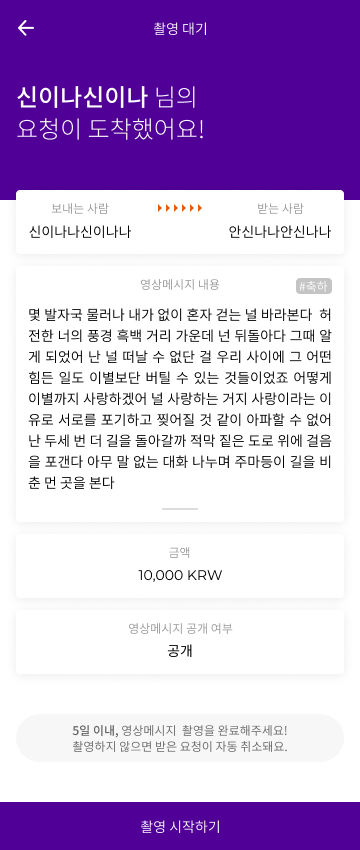 촬영 대기
신이나신이나 님의
요청이 도착했어요!
보내는 사람
받는 사람
신이나나신이나나
안신나나안신나나
영상메시지 내용
#축하
몇 발자국 물러나 내가 없이 혼자 걷는 널 바라본다 허
전한 너의 풍경 흑백 거리 가운데 넌 뒤돌아다 그때 알
게 되었어 난 널 떠날 수 없단 걸 우리 사이에 그 어떤
힘든 일도 이별보단 버틸 수 있는 것들이었죠 어떻게
이별까지 사랑하겠어 널 사랑하는 거지 사랑이라는 이
유로 서로를 포기하고 찢어질 것 같이 아파할 수 없어
난 두세 번 더 길을 돌아갈까 적막 짙은 도로 위에 걸음
을 포갠다 아무 말 없는 대화 나누며 주마등이 길을 비
춘 먼 곳을 본다
금액
10,000 KRW
영상메시지 공개 여부
공개
5일 이내, 영상메시지 촬영을 완료해주세요!
촬영하지 않으면 받은 요청이 자동 취소돼요.
촬영 시작하기